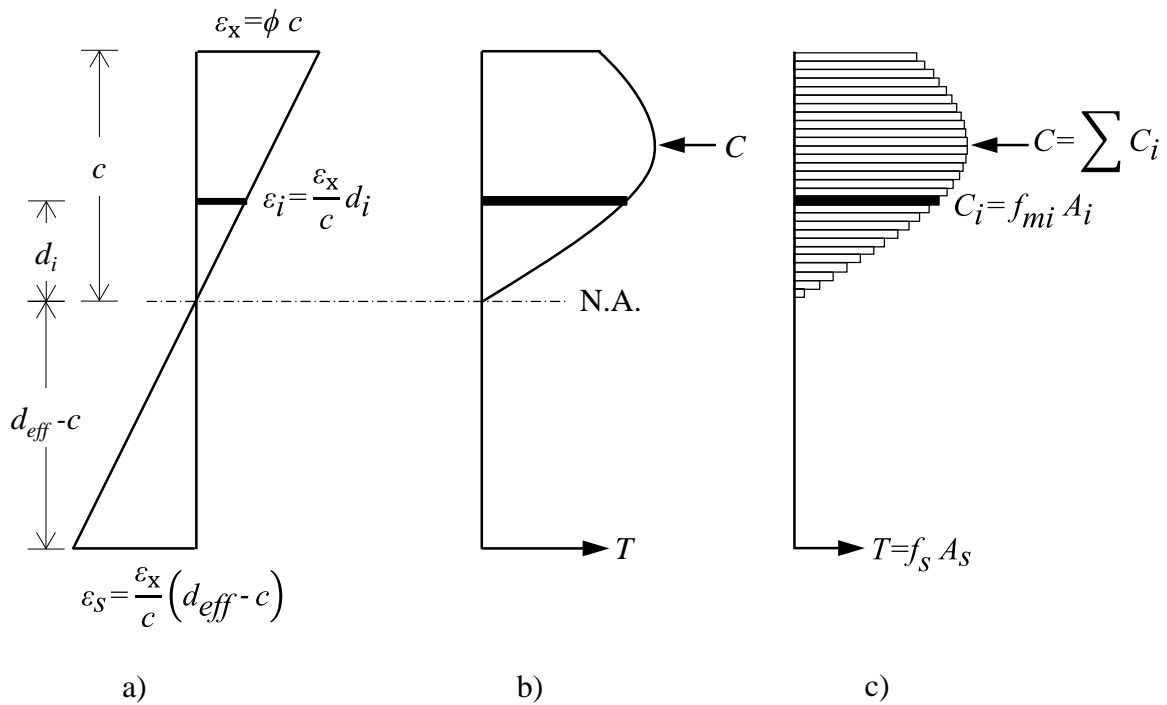 εx=ϕ c
c
di
εi=εx/c di
deff-c
εs=εx/c (deff-c)
a)
C
N.A.
T
b)
C=∑ Ci
Ci=fmi Ai
T=fs As
c)